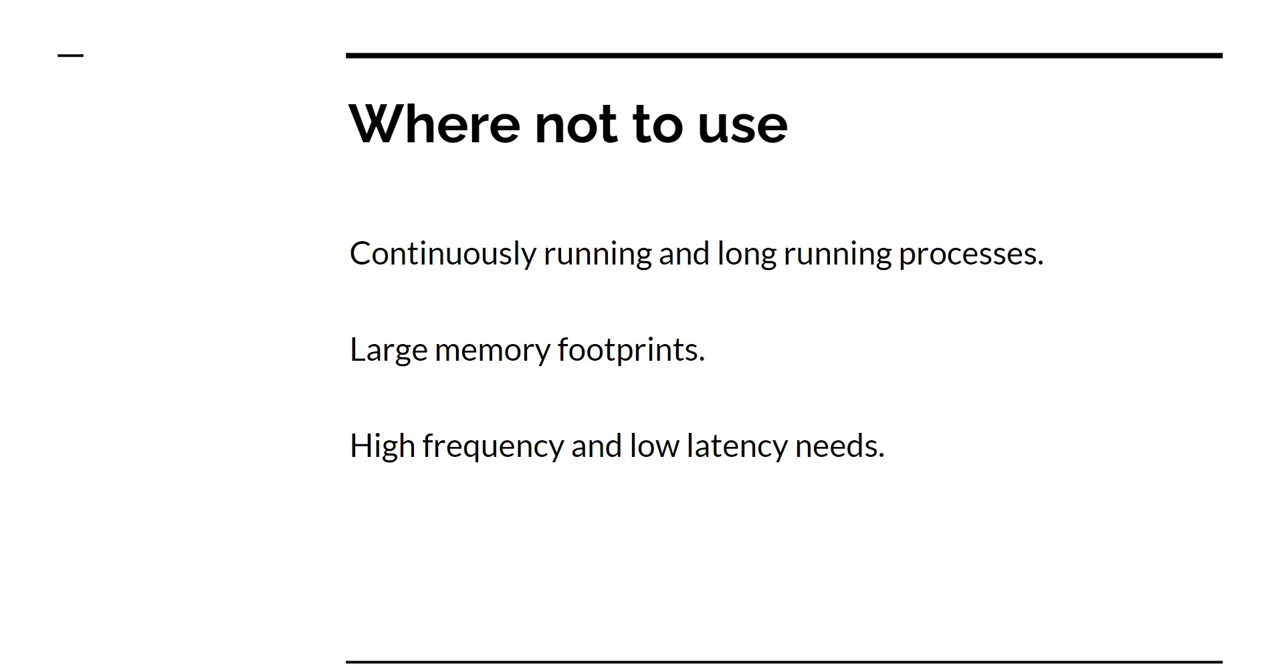 Where not to use
Continuously running and long running processes.
Large memory footprints.
High frequency and low latency needs.